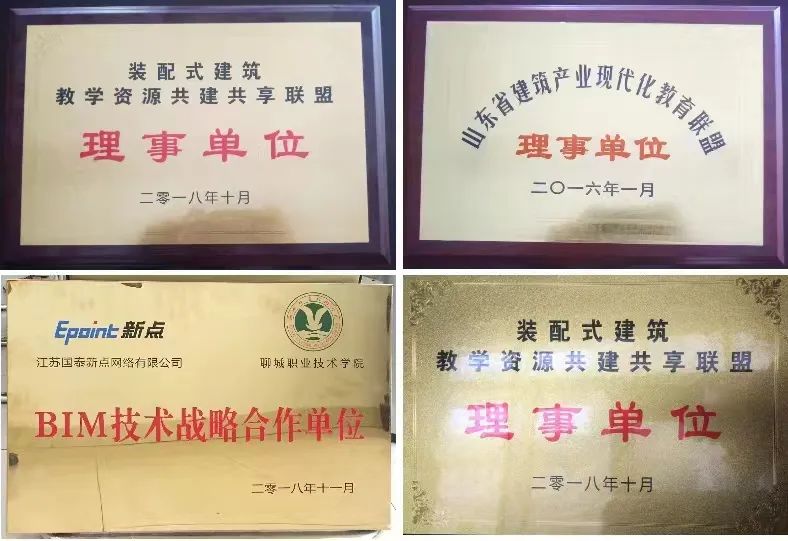 装配式建筑
教学资源共建共享联盟
理事单位
二零一八年十月
山东省建筑产业现代化教育联盟
理事单位
二〇一六年一月
Epoint 新点
江苏国泰新点网络有限公司
聊城职业技术学院
BIM技术战略合作单位
二零一八年十一月
装配式建筑
教学资源共建共享联盟
理事单位
二零一八年十月